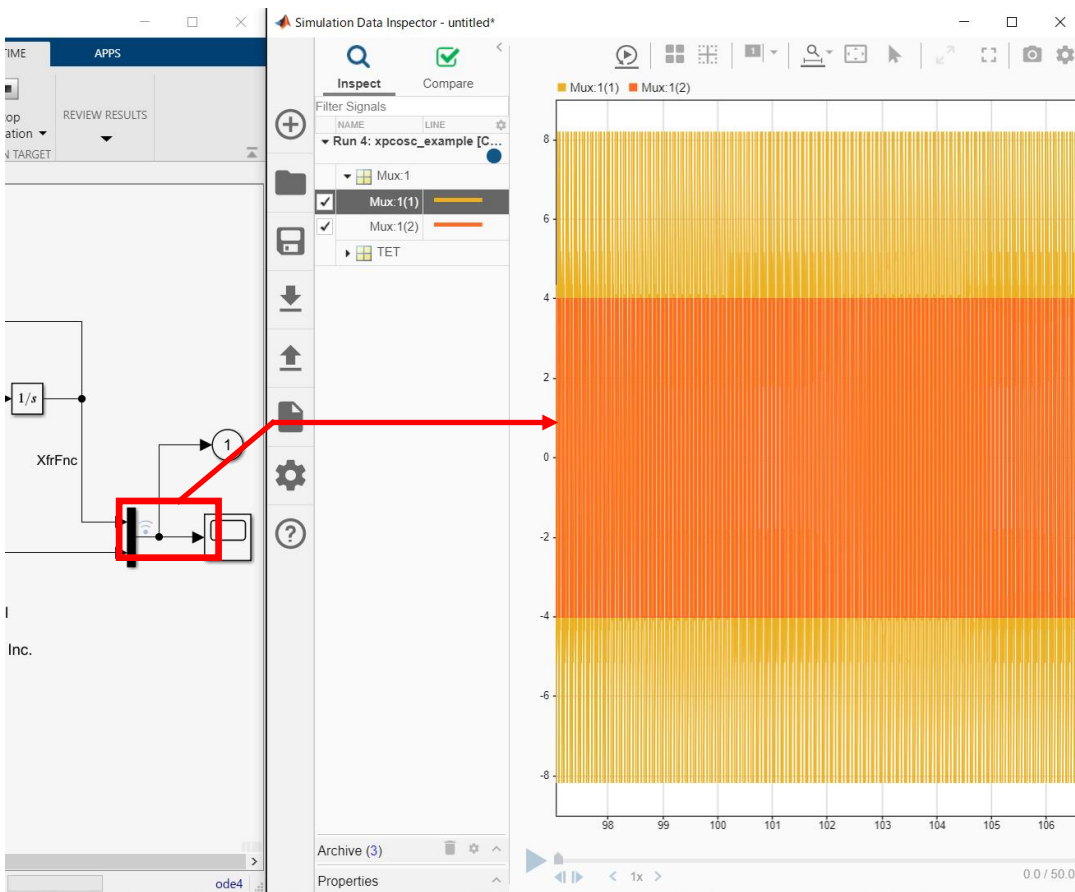 Simulation Data Inspector - untitled*
TIME
APPS
REVIEW RESULTS
Inspect
Compare
Filter Signals
NAME
LINE
Run 4: xpcosc_example [C...
Mux:1
Mux:1(1)
Mux:1(2)
TET
Archive (3)
Properties
Mux:1(1)
Mux:1(2)
1
8
6
4
2
0
-2
-4
-6
-8
98
99
100
101
102
103
104
105
106
1x
0.0 / 50.0
1/s
XfrFnc
1
Inc.
ode4